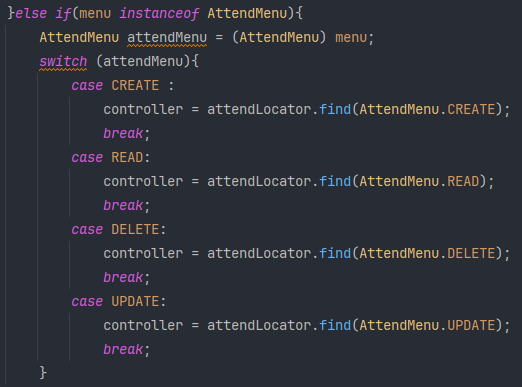 }else if(menu instanceof AttendMenu){
    AttendMenu attendMenu = (AttendMenu) menu;
    switch (attendMenu){
        case CREATE :
            controller = attendLocator.find(AttendMenu.CREATE);
            break;
        case READ:
            controller = attendLocator.find(AttendMenu.READ);
            break;
        case DELETE:
            controller = attendLocator.find(AttendMenu.DELETE);
            break;
        case UPDATE:
            controller = attendLocator.find(AttendMenu.UPDATE);
            break;
    }